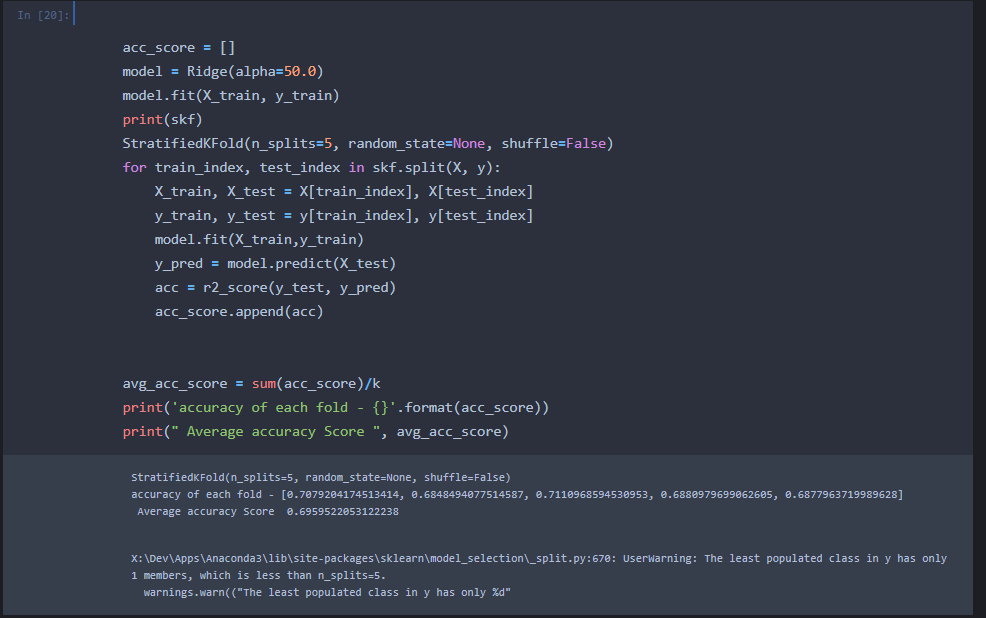 In [20]:
acc_score = []
model = Ridge(alpha=50.0)
model.fit(X_train, y_train)
print(skf)
StratifiedKFold(n_splits=5, random_state=None, shuffle=False)
for train_index, test_index in skf.split(X, y):
    X_train, X_test = X[train_index], X[test_index]
    y_train, y_test = y[train_index], y[test_index]
    model.fit(X_train,y_train)
    y_pred = model.predict(X_test)
    acc = r2_score(y_test, y_pred)
    acc_score.append(acc)
avg_acc_score = sum(acc_score)/k
print('accuracy of each fold - {}'.format(acc_score))
print(" Average accuracy Score ", avg_acc_score)
StratifiedKFold(n_splits=5, random_state=None, shuffle=False)
accuracy of each fold - [0.7079204174513414, 0.6848494077514587, 0.7110968594530953, 0.6880979699062605, 0.6877963719989628]
 Average accuracy Score  0.6959522053122238
X:\Dev\Apps\Anaconda3\lib\site-packages\sklearn\model_selection\_split.py:670: UserWarning: The least populated class in y has only
1 members, which is less than n_splits=5.
  warnings.warn(("The least populated class in y has only %d"